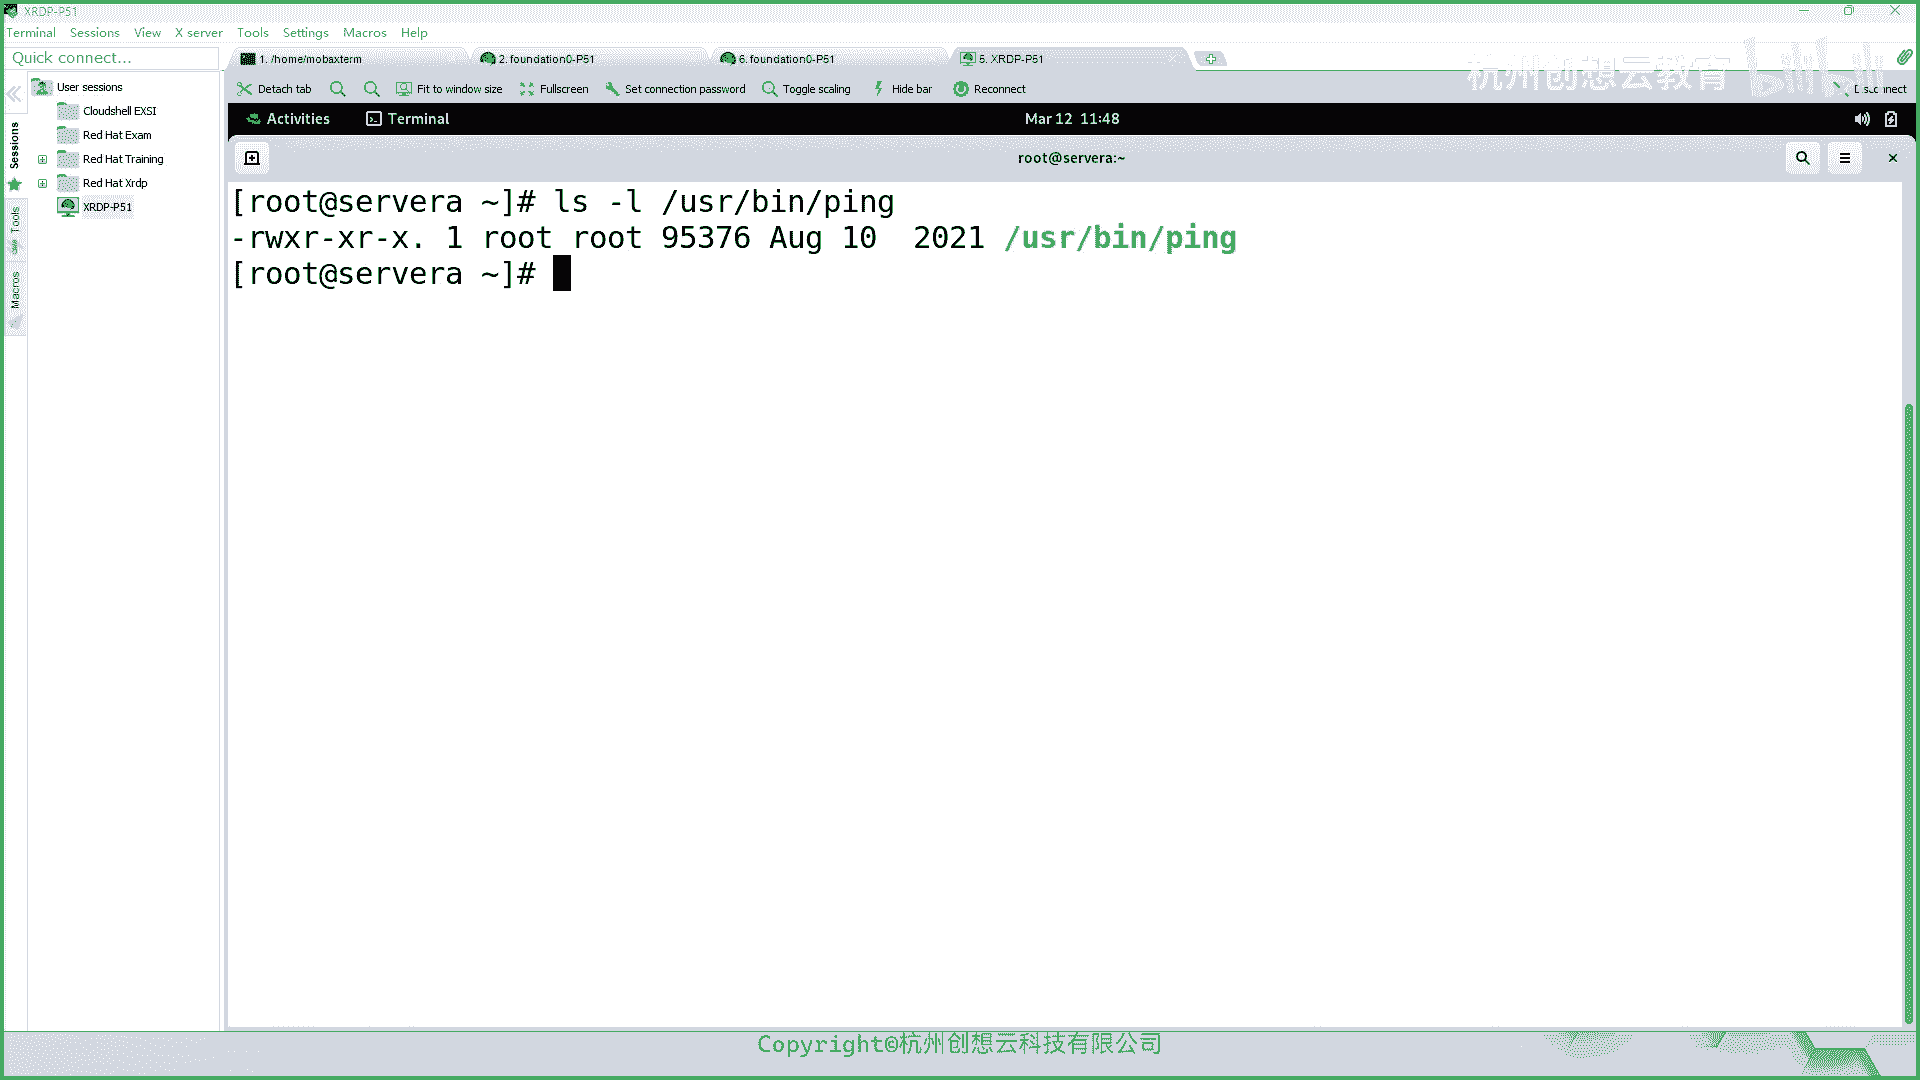 XRDP-P51
Terminal Sessions View X server Tools Settings Macros Help
Quick connect...
1. /home/mobaxterm
2. foundation0-P51
6. foundation0-P51
5. XRDP-P51
杭州创想云教育 bilibili
Detach tab Fit to window size Fullscreen Set connection password Toggle scaling Hide bar Reconnect
User sessions
Cloudshell EXSI
Red Hat Exam
Red Hat Training
Red Hat Xrdp
XRDP-P51
Sessions
Tools
Macros
Activities Terminal Mar 12 11:48
root@servera:~
[root@servera ~]# ls -l /usr/bin/ping
-rwxr-xr-x. 1 root root 95376 Aug 10 2021 /usr/bin/ping
[root@servera ~]#
Copyright©杭州创想云科技有限公司